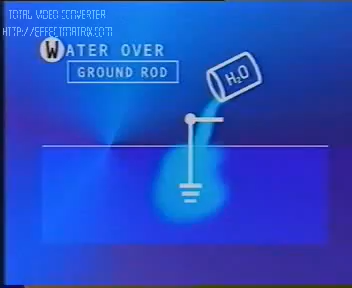 TOTAL VIDEO CONVERTER
HTTP://EFFECTMATRIX.COM
WATER OVER
GROUND ROD
H2O